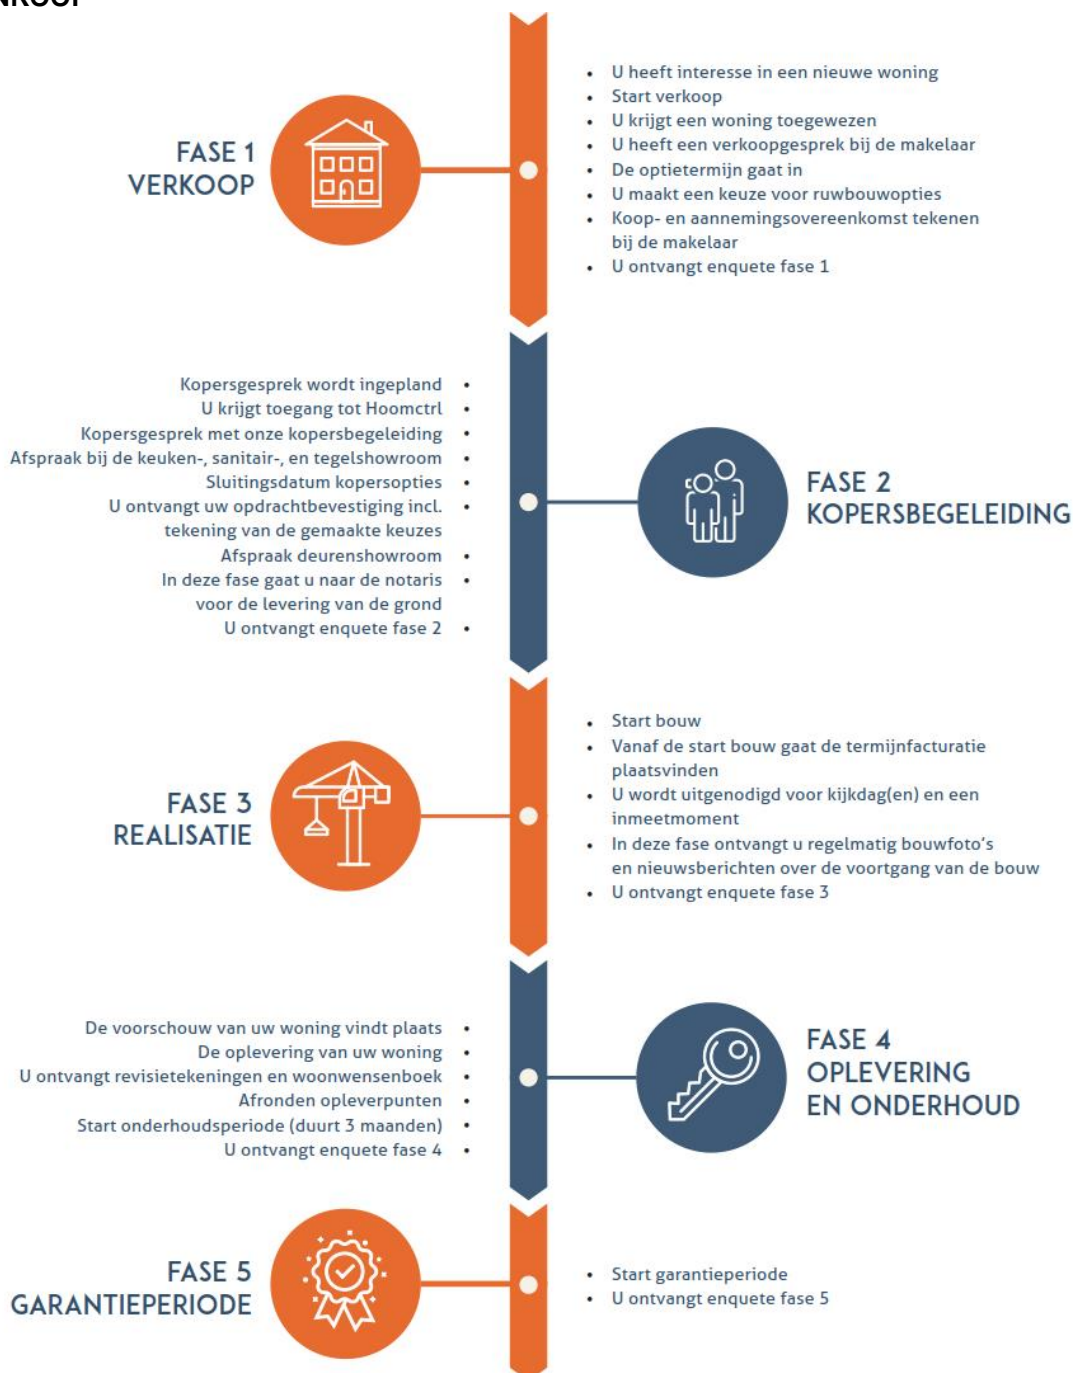 FASE 1
VERKOOP
• U heeft interesse in een nieuwe woning
• Start verkoop
• U krijgt een woning toegewezen
• U heeft een verkoopgesprek bij de makelaar
• De optietermijn gaat in
• U maakt een keuze voor ruwbouwopties
• Koop- en aannemingsovereenkomst tekenen
bij de makelaar
• U ontvangt enquete fase 1
Kopersgesprek wordt ingepland •
U krijgt toegang tot Hoomctrl •
Kopersgesprek met onze kopersbegeleiding •
Afspraak bij de keuken-, sanitair-, en tegelshowroom •
Sluitingsdatum kopersopties •
U ontvangt uw opdrachtbevestiging incl. •
tekening van de gemaakte keuzes
Afspraak deurenshowroom •
In deze fase gaat u naar de notaris •
voor de levering van de grond
U ontvangt enquete fase 2 •
FASE 2
KOPERSBEGELEIDING
FASE 3
REALISATIE
• Start bouw
• Vanaf de start bouw gaat de termijnfacturatie
plaatsvinden
• U wordt uitgenodigd voor kijkdag(en) en een
inmeetmoment
• In deze fase ontvangt u regelmatig bouwfoto's
en nieuwsberichten over de voortgang van de bouw
• U ontvangt enquete fase 3
De voorschouw van uw woning vindt plaats •
De oplevering van uw woning •
U ontvangt revisietekeningen en woonwensenboek •
Afronden opleverpunten •
Start onderhoudsperiode (duurt 3 maanden) •
U ontvangt enquete fase 4 •
FASE 4
OPLEVERING
EN ONDERHOUD
FASE 5
GARANTIEPERIODE
• Start garantieperiode
• U ontvangt enquete fase 5